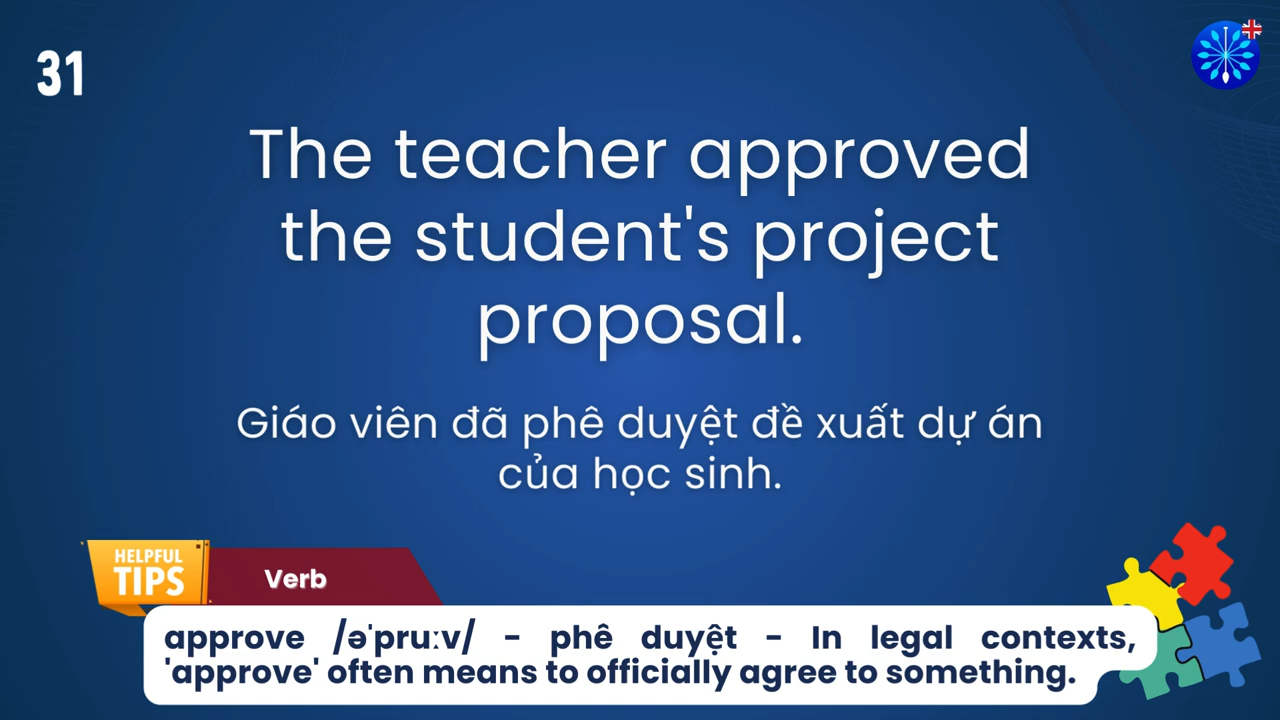 31
The teacher approved
the student's project
proposal.
Giáo viên đã phê duyệt đề xuất dự án
của học sinh.
HELPFUL
TIPS
Verb
approve /əˈpruːv/ - phê duyệt - In legal contexts,
'approve' often means to officially agree to something.